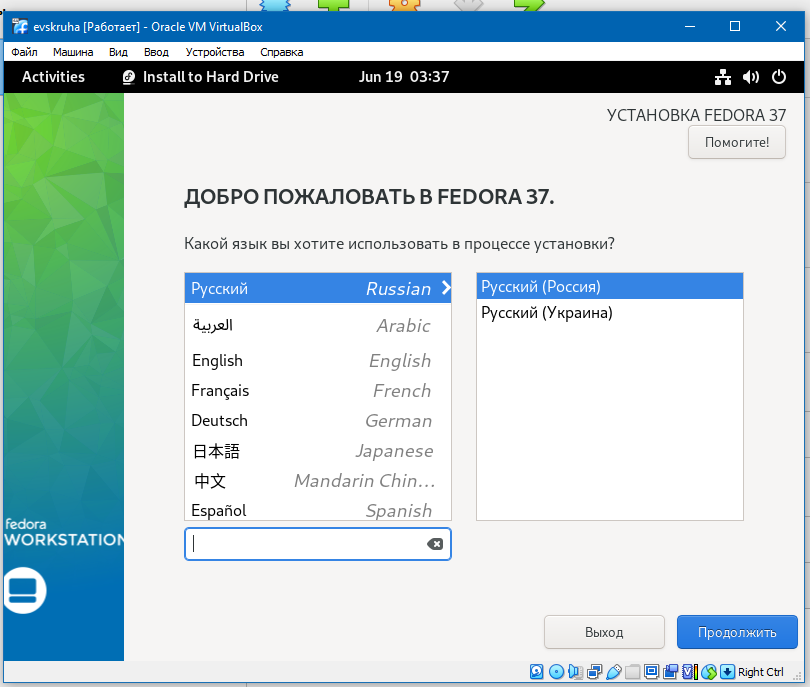 evskruha [Работает] - Oracle VM VirtualBox
Файл Машина Вид Ввод Устройства Справка
Activities Install to Hard Drive Jun 19 03:37
УСТАНОВКА FEDORA 37
Помогите!
ДОБРО ПОЖАЛОВАТЬ В FEDORA 37.
Какой язык вы хотите использовать в процессе установки?
Русский Russian
العربية Arabic
English English
Français French
Deutsch German
日本語 Japanese
中文 Mandarin Chin…
Español Spanish
Русский (Россия)
Русский (Украина)
fedora
WORKSTATION
Выход Продолжить
Right Ctrl